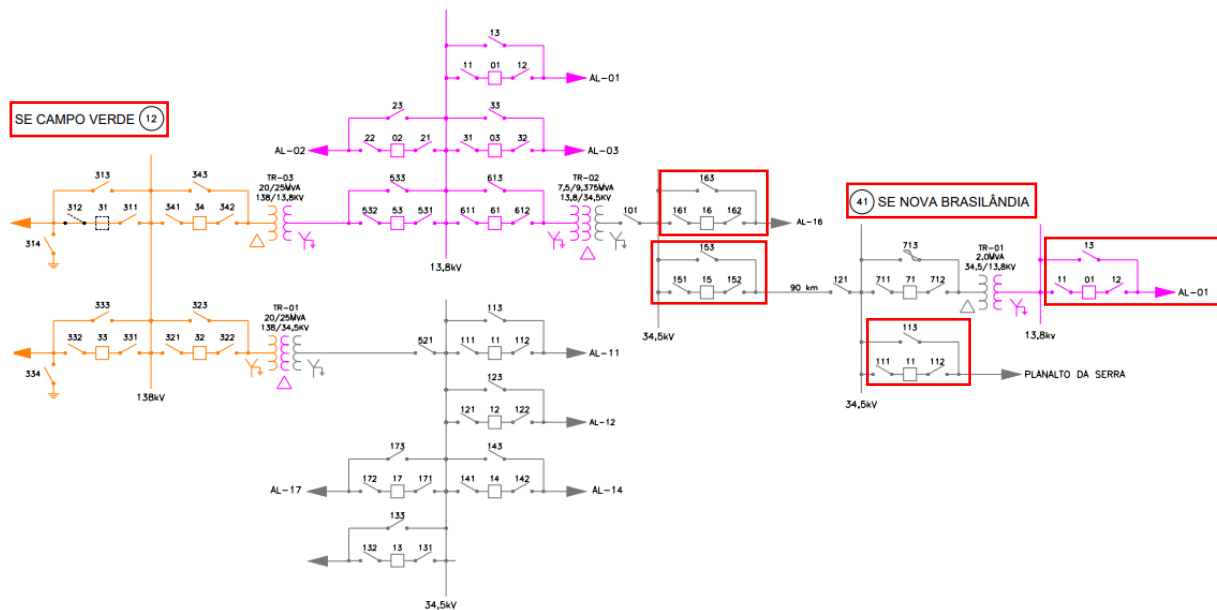 13
11 01 12
AL-01
SE CAMPO VERDE 12
23
33
22 02 21
31 03 32
AL-02
AL-03
313
343
TR-03
20/25MVA
138/13,8KV
533
613
TR-02
7,5/9,375MVA
13,8/34,5KV
163
312 31 311
341 34 342
532 53 531
611 61 612
101
161 16 162
AL-16
41 SE NOVA BRASILÂNDIA
314
13,8kV
153
151 15 152
90 km
121
713
711 71 712
TR-01
2,0MVA
34,5/13,8KV
13
11 01 12
AL-01
333
323
TR-01
20/25MVA
138/34,5KV
113
34,5kV
113
13,8kV
332 33 331
321 32 322
521
111 11 112
AL-11
111 11 112
PLANALTO DA SERRA
334
138kV
123
34,5kV
121 12 122
AL-12
173
143
172 17 171
141 14 142
AL-17
AL-14
133
132 13 131
34,5kV